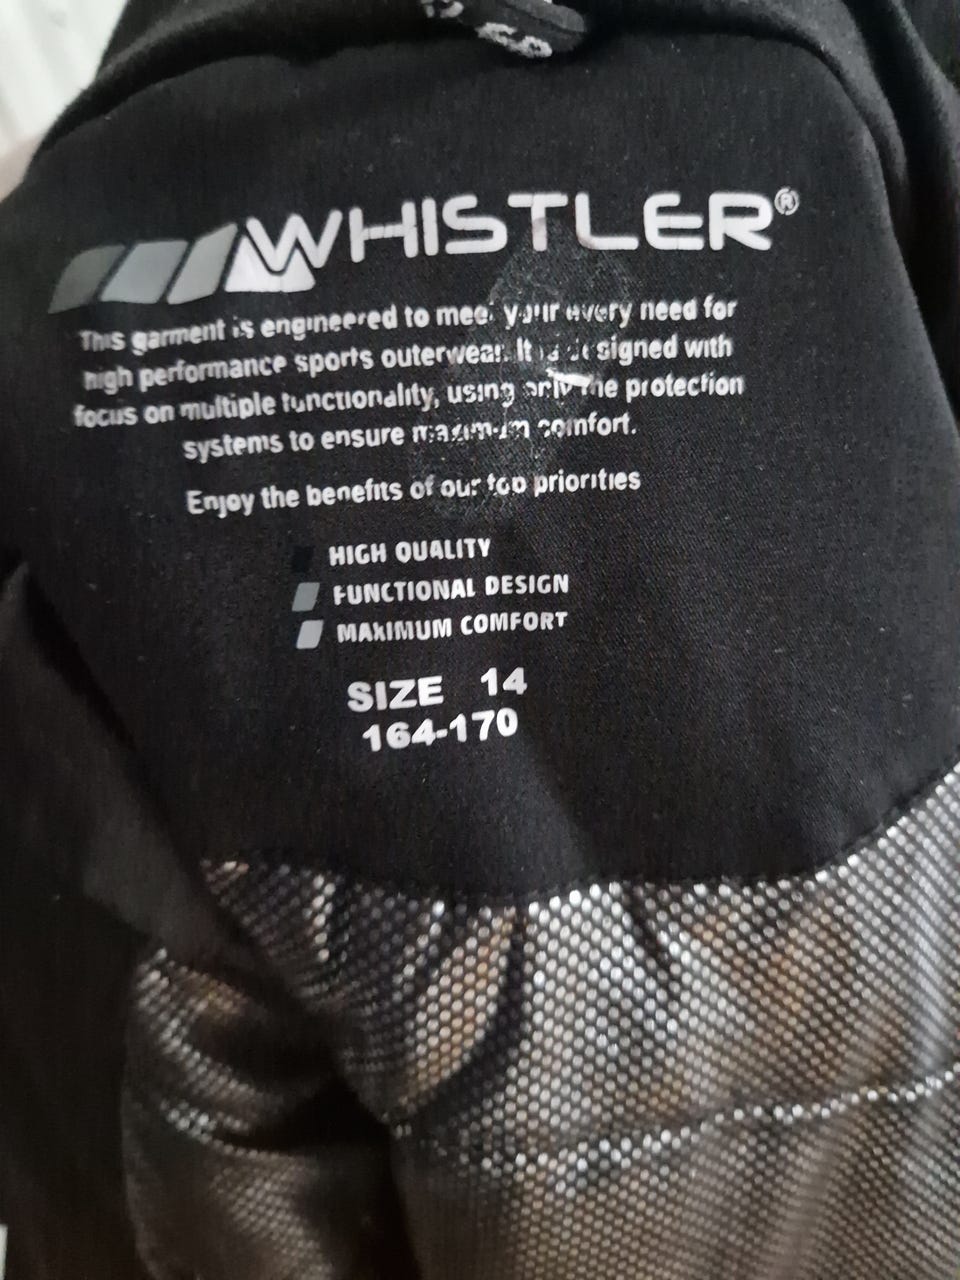 WHISTLER®
This garment is engineered to meet your every need for
high performance sports outerwear. It is designed with
focus on multiple functionality, using only the protection
systems to ensure maximum comfort.
Enjoy the benefits of our top priorities
HIGH QUALITY
FUNCTIONAL DESIGN
MAXIMUM COMFORT
SIZE 14
164-170